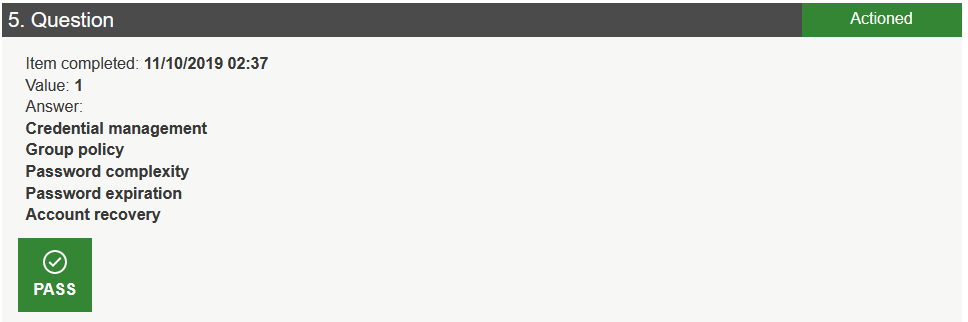 5. Question
Actioned
Item completed: 11/10/2019 02:37
Value: 1
Answer:
Credential management
Group policy
Password complexity
Password expiration
Account recovery
PASS